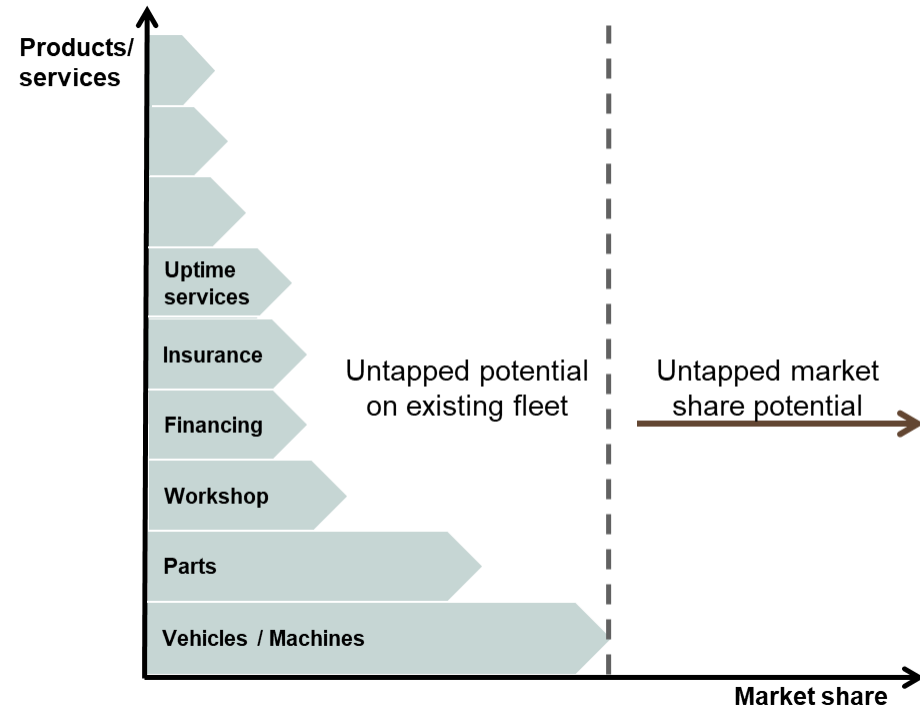 Products/
services
Uptime
services
Insurance
Untapped potential
on existing fleet
Untapped market
share potential
Financing
Workshop
Parts
Vehicles / Machines
Market share